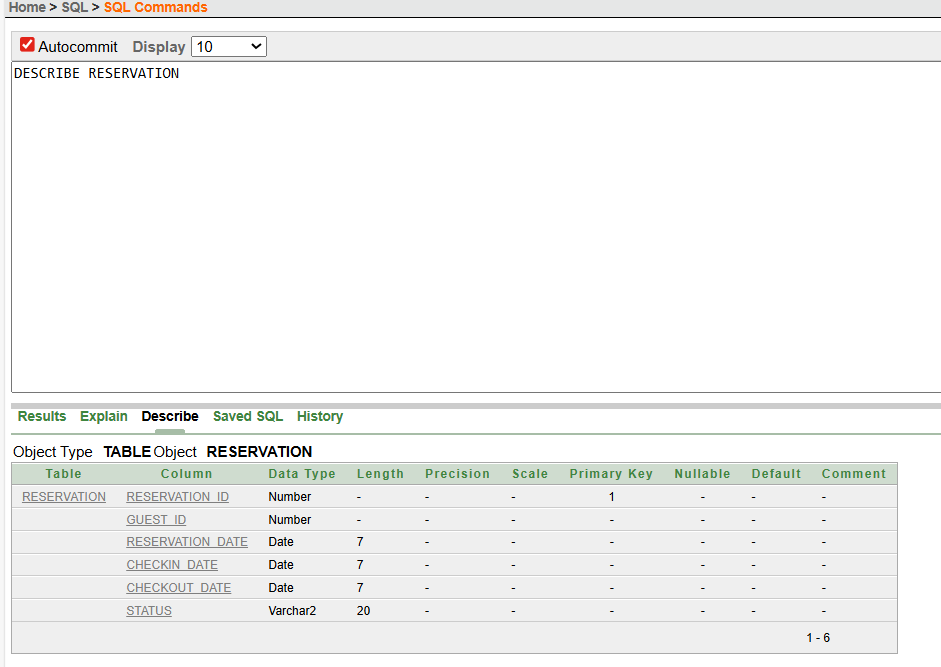 Home > SQL > SQL Commands
Autocommit Display 10
DESCRIBE RESERVATION
Results Explain Describe Saved SQL History
Object Type TABLE Object RESERVATION
Table Column Data Type Length Precision Scale Primary Key Nullable Default Comment
RESERVATION RESERVATION_ID Number - - - 1 - - -
GUEST_ID Number - - - - - - -
RESERVATION_DATE Date 7 - - - - - -
CHECKIN_DATE Date 7 - - - - - -
CHECKOUT_DATE Date 7 - - - - - -
STATUS Varchar2 20 - - - - - -
1 - 6